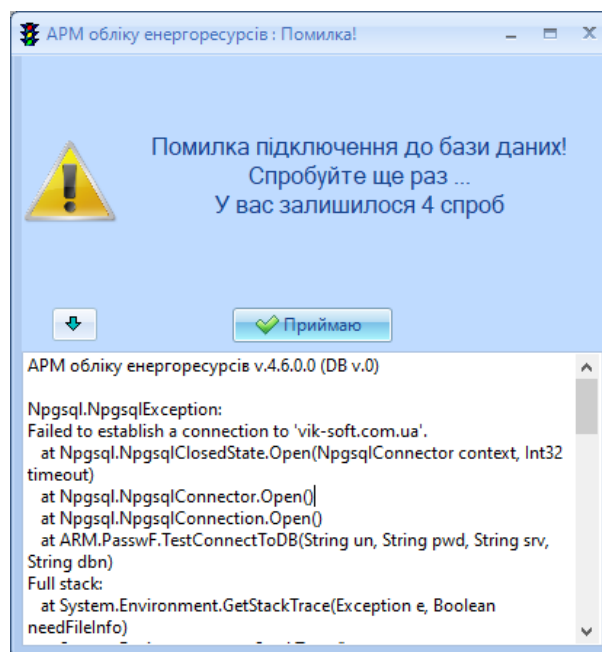 АРМ обліку енергоресурсів : Помилка!
Помилка підключення до бази даних!
Спробуйте ще раз ...
У вас залишилося 4 спроб
Приймаю
АРМ обліку енергоресурсів v.4.6.0.0 (DB v.0)
Npgsql.NpgsqlException:
Failed to establish a connection to 'vik-soft.com.ua'.
at Npgsql.NpgsqlClosedState.Open(NpgsqlConnector context, Int32
timeout)
at Npgsql.NpgsqlConnector.Open()
at Npgsql.NpgsqlConnection.Open()
at ARM.PasswF.TestConnectToDB(String un, String pwd, String srv,
String dbn)
Full stack:
at System.Environment.GetStackTrace(Exception e, Boolean
needFileInfo)